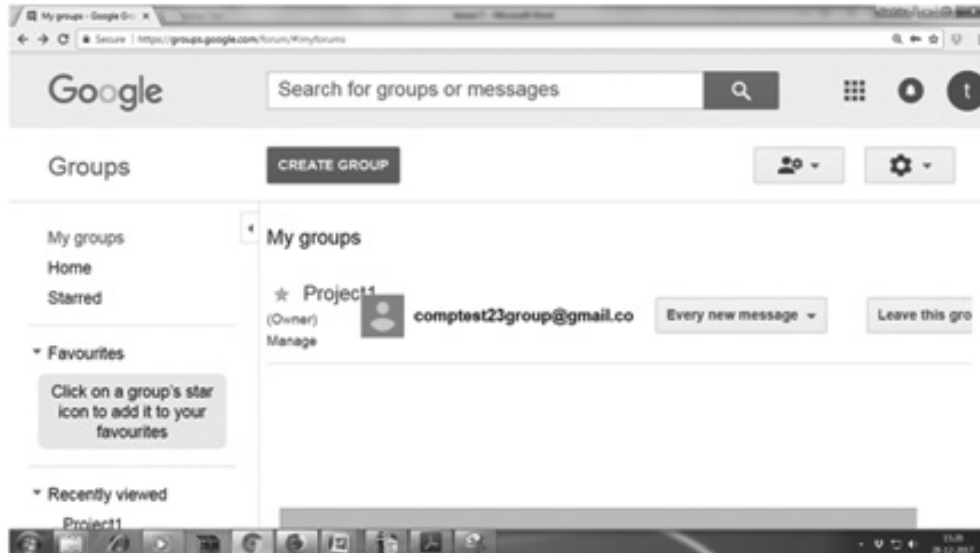 My groups - Google Gro
Secure | https://groups.google.com/forum/#!myforums
Google
Search for groups or messages
t
Groups
CREATE GROUP
My groups
Home
Starred
Favourites
Click on a group's star
icon to add it to your
favourites
Recently viewed
Project1
My groups
Project1
(Owner)
Manage
comptest23group@gmail.co
Every new message
Leave this gro